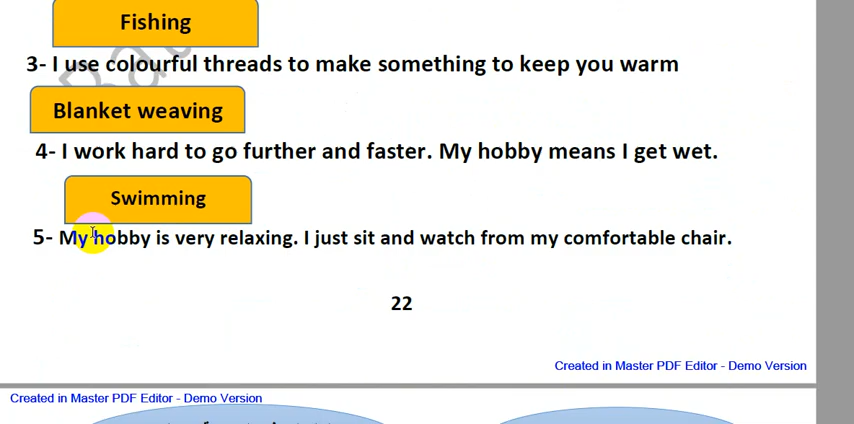 Fishing
3- I use colourful threads to make something to keep you warm
Blanket weaving
4- I work hard to go further and faster. My hobby means I get wet.
Swimming
5- My hobby is very relaxing. I just sit and watch from my comfortable chair.
22
Created in Master PDF Editor - Demo Version
Created in Master PDF Editor - Demo Version